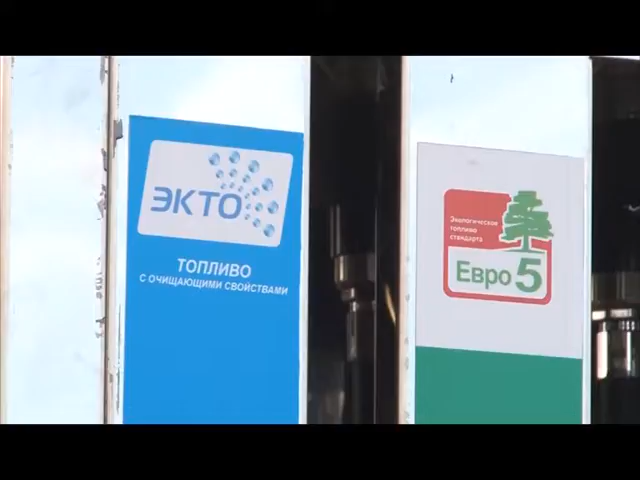 ЭКТО
ТОПЛИВО
С ОЧИЩАЮЩИМИ СВОЙСТВАМИ
Экологическое
топливо
стандарта
Евро 5